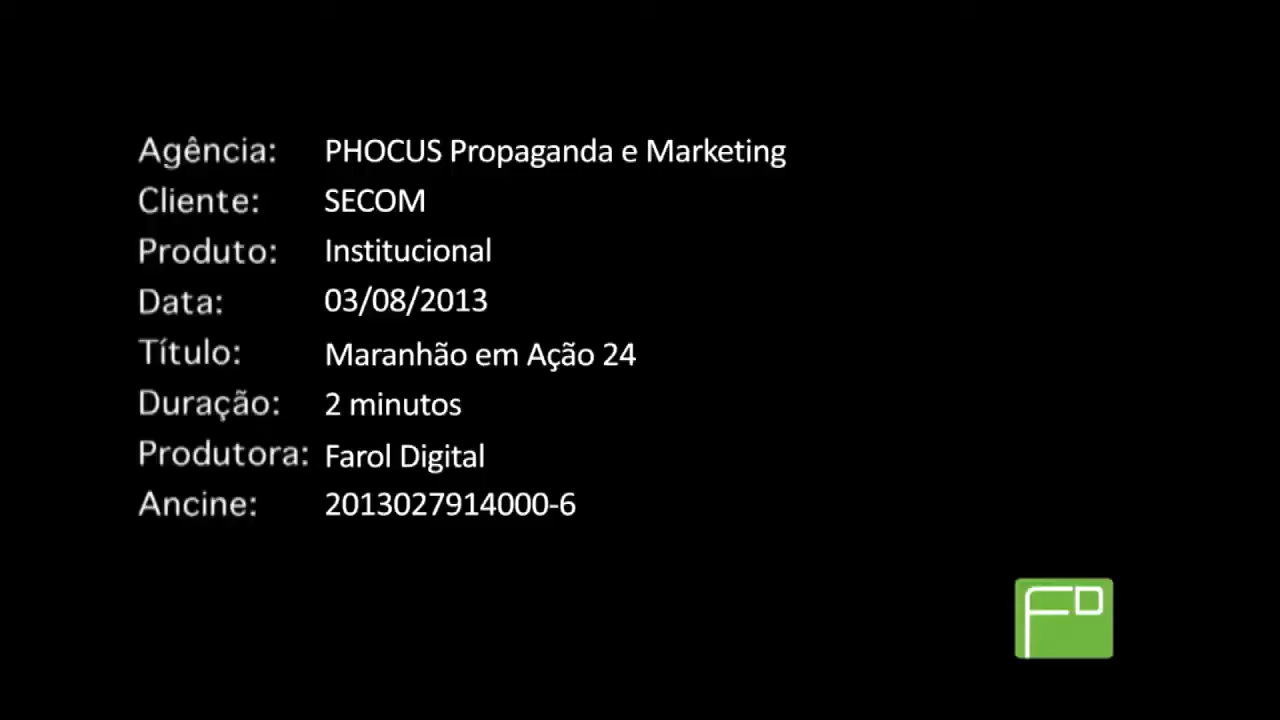 Agência: PHOCUS Propaganda e Marketing
Cliente: SECOM
Produto: Institucional
Data: 03/08/2013
Título: Maranhão em Ação 24
Duração: 2 minutos
Produtora: Farol Digital
Ancine: 2013027914000-6
FD